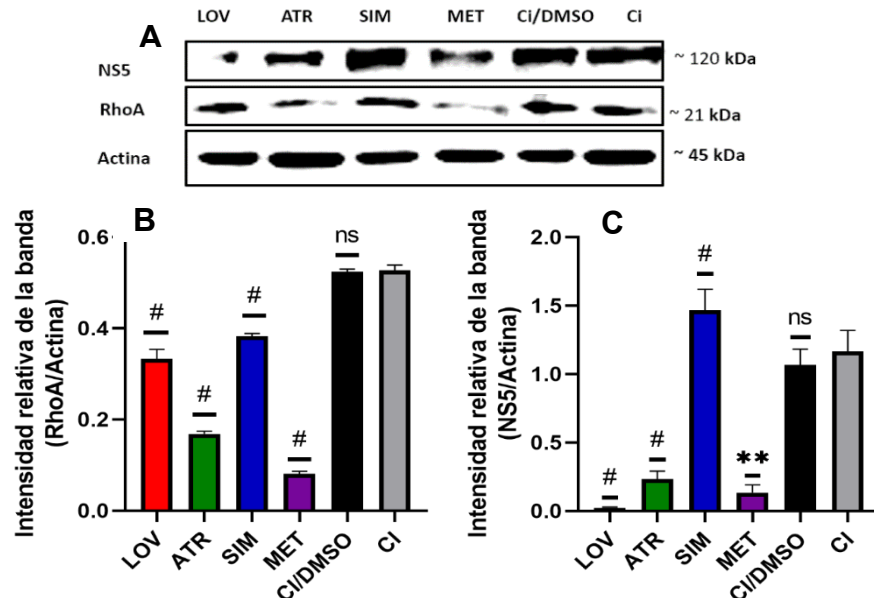 LOV ATR SIM MET Ci/DMSO Ci
A
NS5 ~ 120 kDa
RhoA ~ 21 kDa
Actina ~ 45 kDa
B
Intensidad relativa de la banda
(RhoA/Actina)
0.6
0.4
0.2
0.0
# # # # ns
LOV ATR SIM MET CI/DMSO CI
C
Intensidad relativa de la banda
(NS5/Actina)
2.0
1.5
1.0
0.5
0.0
# # # ** ns
LOV ATR SIM MET CI/DMSO CI